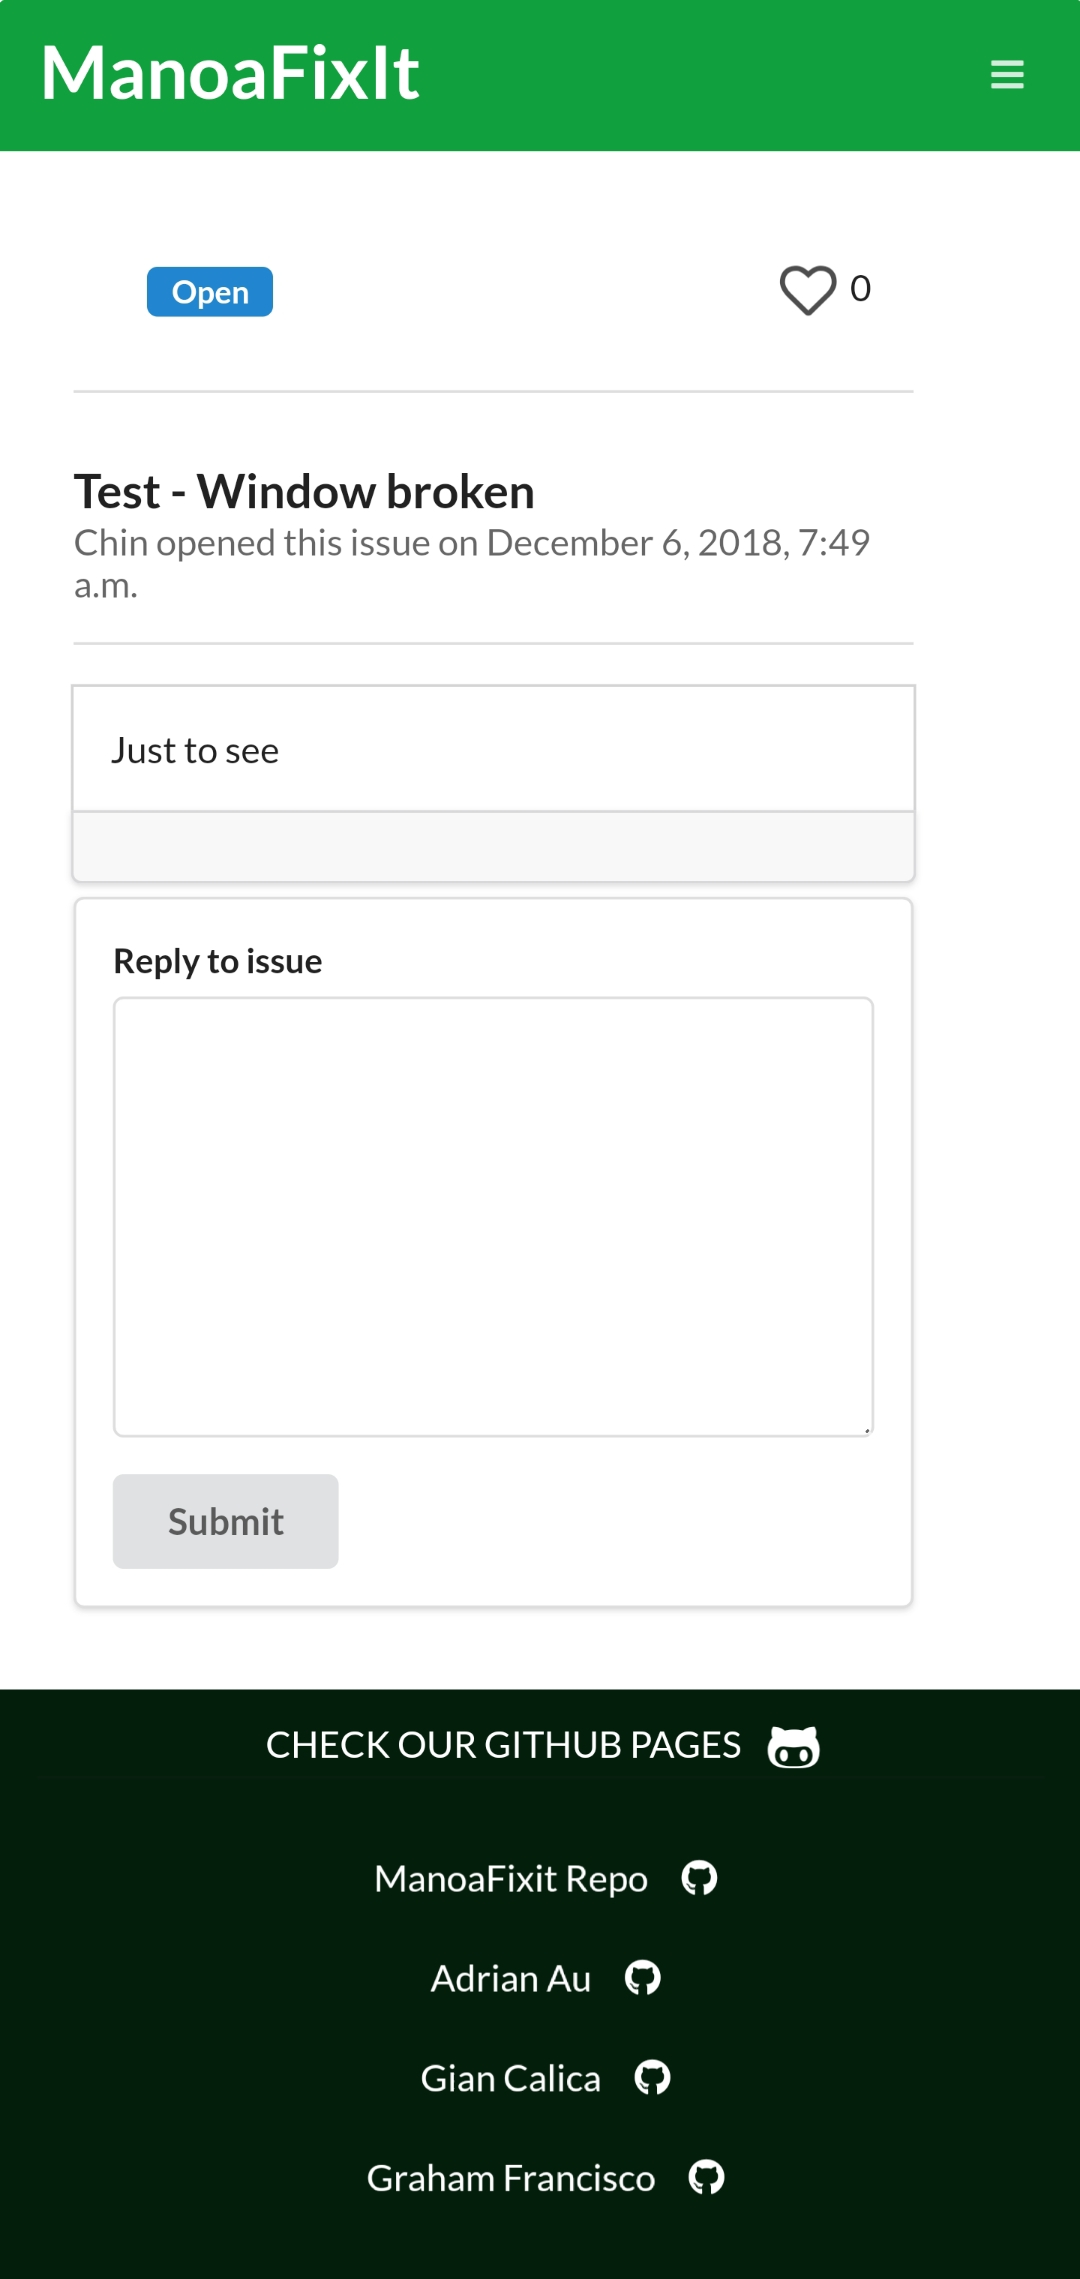 ManoaFixIt
Open
0
Test - Window broken
Chin opened this issue on December 6, 2018, 7:49
a.m.
Just to see
Reply to issue
Submit
CHECK OUR GITHUB PAGES
ManoaFixit Repo
Adrian Au
Gian Calica
Graham Francisco